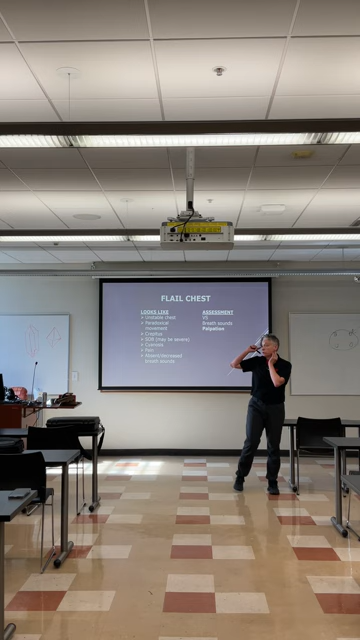 FLAIL CHEST
LOOKS LIKE
> Unstable chest
> Paradoxical
movement
> Crepitus
> SOB (may be severe)
> Cyanosis
> Pain
> Absent/decreased
breath sounds
ASSESSMENT
VS
Breath sounds
Palpation